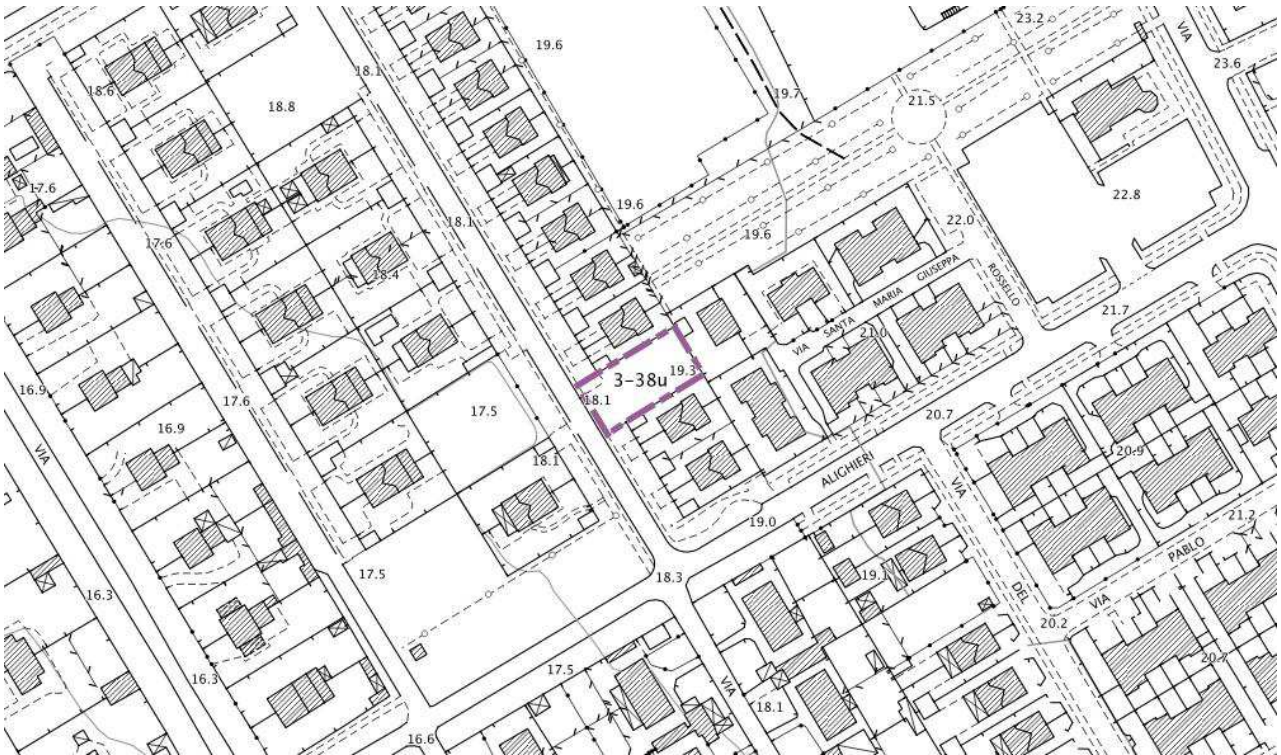 23.2
VIA
19.6
23.6
18.1
18.6
19.7
21.5
18.8
17.6
22.8
19.6
18.1
22.0
17.6
19.6
GIUSEPPA
18.4
ROSSELLO
MARIA
21.7
SANTA
21.0
VIA
19.3
3-38u
16.9
18.1
17.6
17.5
20.7
16.9
VIA
20.9
18.1
ALIGHIERI
VIA
21.2
19.0
PABLO
17.5
18.3
19.1
16.3
DEL
VIA
20.2
20.7
17.5
16.3
VIA
18.1
16.6